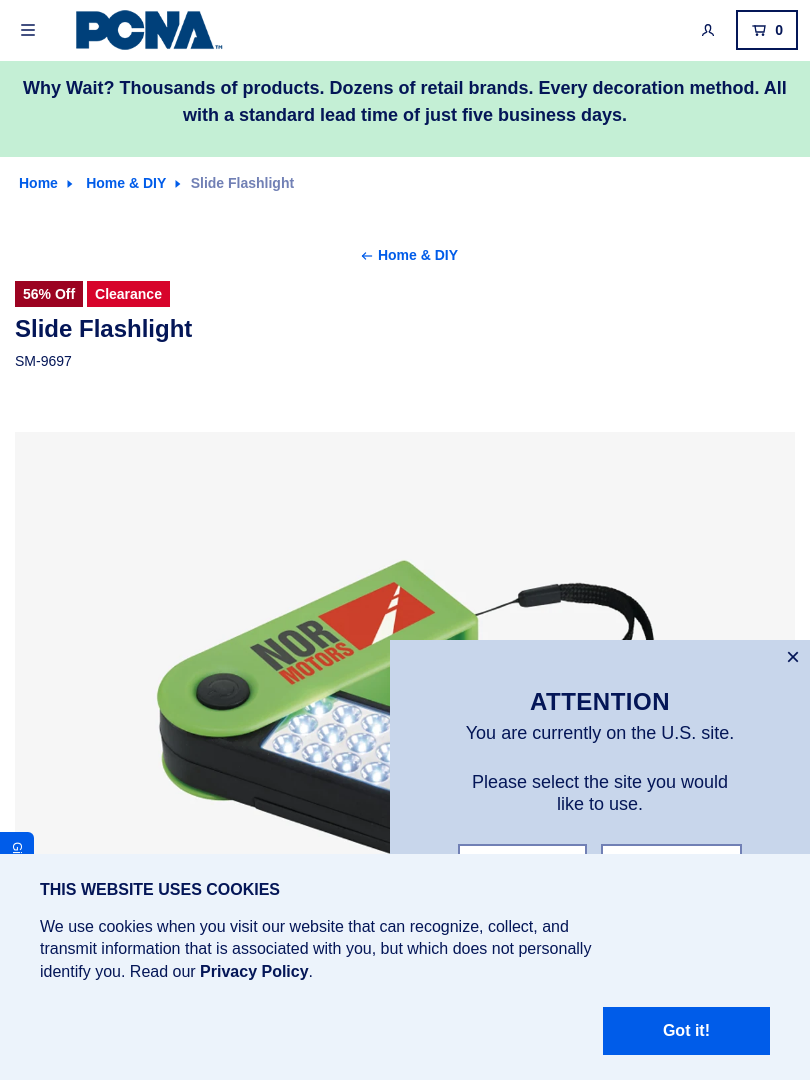 PCNA™
0
Why Wait? Thousands of products. Dozens of retail brands. Every decoration method. All
with a standard lead time of just five business days.
Home
Home & DIY
Slide Flashlight
Home & DIY
56% Off
Clearance
Slide Flashlight
SM-9697
NOR
MOTORS
ATTENTION
You are currently on the U.S. site.
Please select the site you would
like to use.
THIS WEBSITE USES COOKIES
We use cookies when you visit our website that can recognize, collect, and
transmit information that is associated with you, but which does not personally
identify you. Read our Privacy Policy.
Got it!